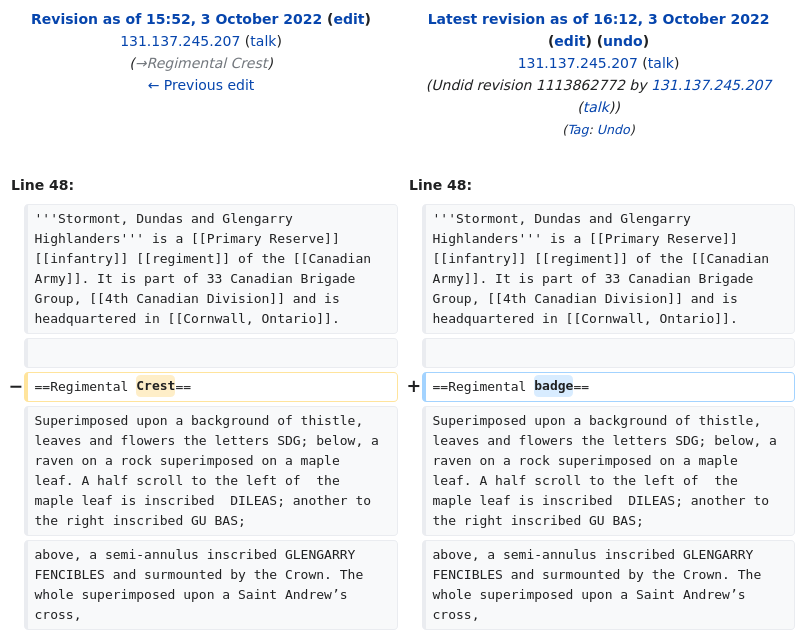 Revision as of 15:52, 3 October 2022 (edit)
131.137.245.207 (talk)
(→Regimental Crest)
← Previous edit
Latest revision as of 16:12, 3 October 2022
(edit) (undo)
131.137.245.207 (talk)
(Undid revision 1113862772 by 131.137.245.207
(talk))
(Tag: Undo)
Line 48:
'''Stormont, Dundas and Glengarry
Highlanders''' is a [[Primary Reserve]]
[[infantry]] [[regiment]] of the [[Canadian
Army]]. It is part of 33 Canadian Brigade
Group, [[4th Canadian Division]] and is
headquartered in [[Cornwall, Ontario]].
− ==Regimental Crest==
Superimposed upon a background of thistle,
leaves and flowers the letters SDG; below, a
raven on a rock superimposed on a maple
leaf. A half scroll to the left of  the
maple leaf is inscribed  DILEAS; another to
the right inscribed GU BAS;
above, a semi-annulus inscribed GLENGARRY
FENCIBLES and surmounted by the Crown. The
whole superimposed upon a Saint Andrew’s
cross,
Line 48:
'''Stormont, Dundas and Glengarry
Highlanders''' is a [[Primary Reserve]]
[[infantry]] [[regiment]] of the [[Canadian
Army]]. It is part of 33 Canadian Brigade
Group, [[4th Canadian Division]] and is
headquartered in [[Cornwall, Ontario]].
+ ==Regimental badge==
Superimposed upon a background of thistle,
leaves and flowers the letters SDG; below, a
raven on a rock superimposed on a maple
leaf. A half scroll to the left of  the
maple leaf is inscribed  DILEAS; another to
the right inscribed GU BAS;
above, a semi-annulus inscribed GLENGARRY
FENCIBLES and surmounted by the Crown. The
whole superimposed upon a Saint Andrew’s
cross,